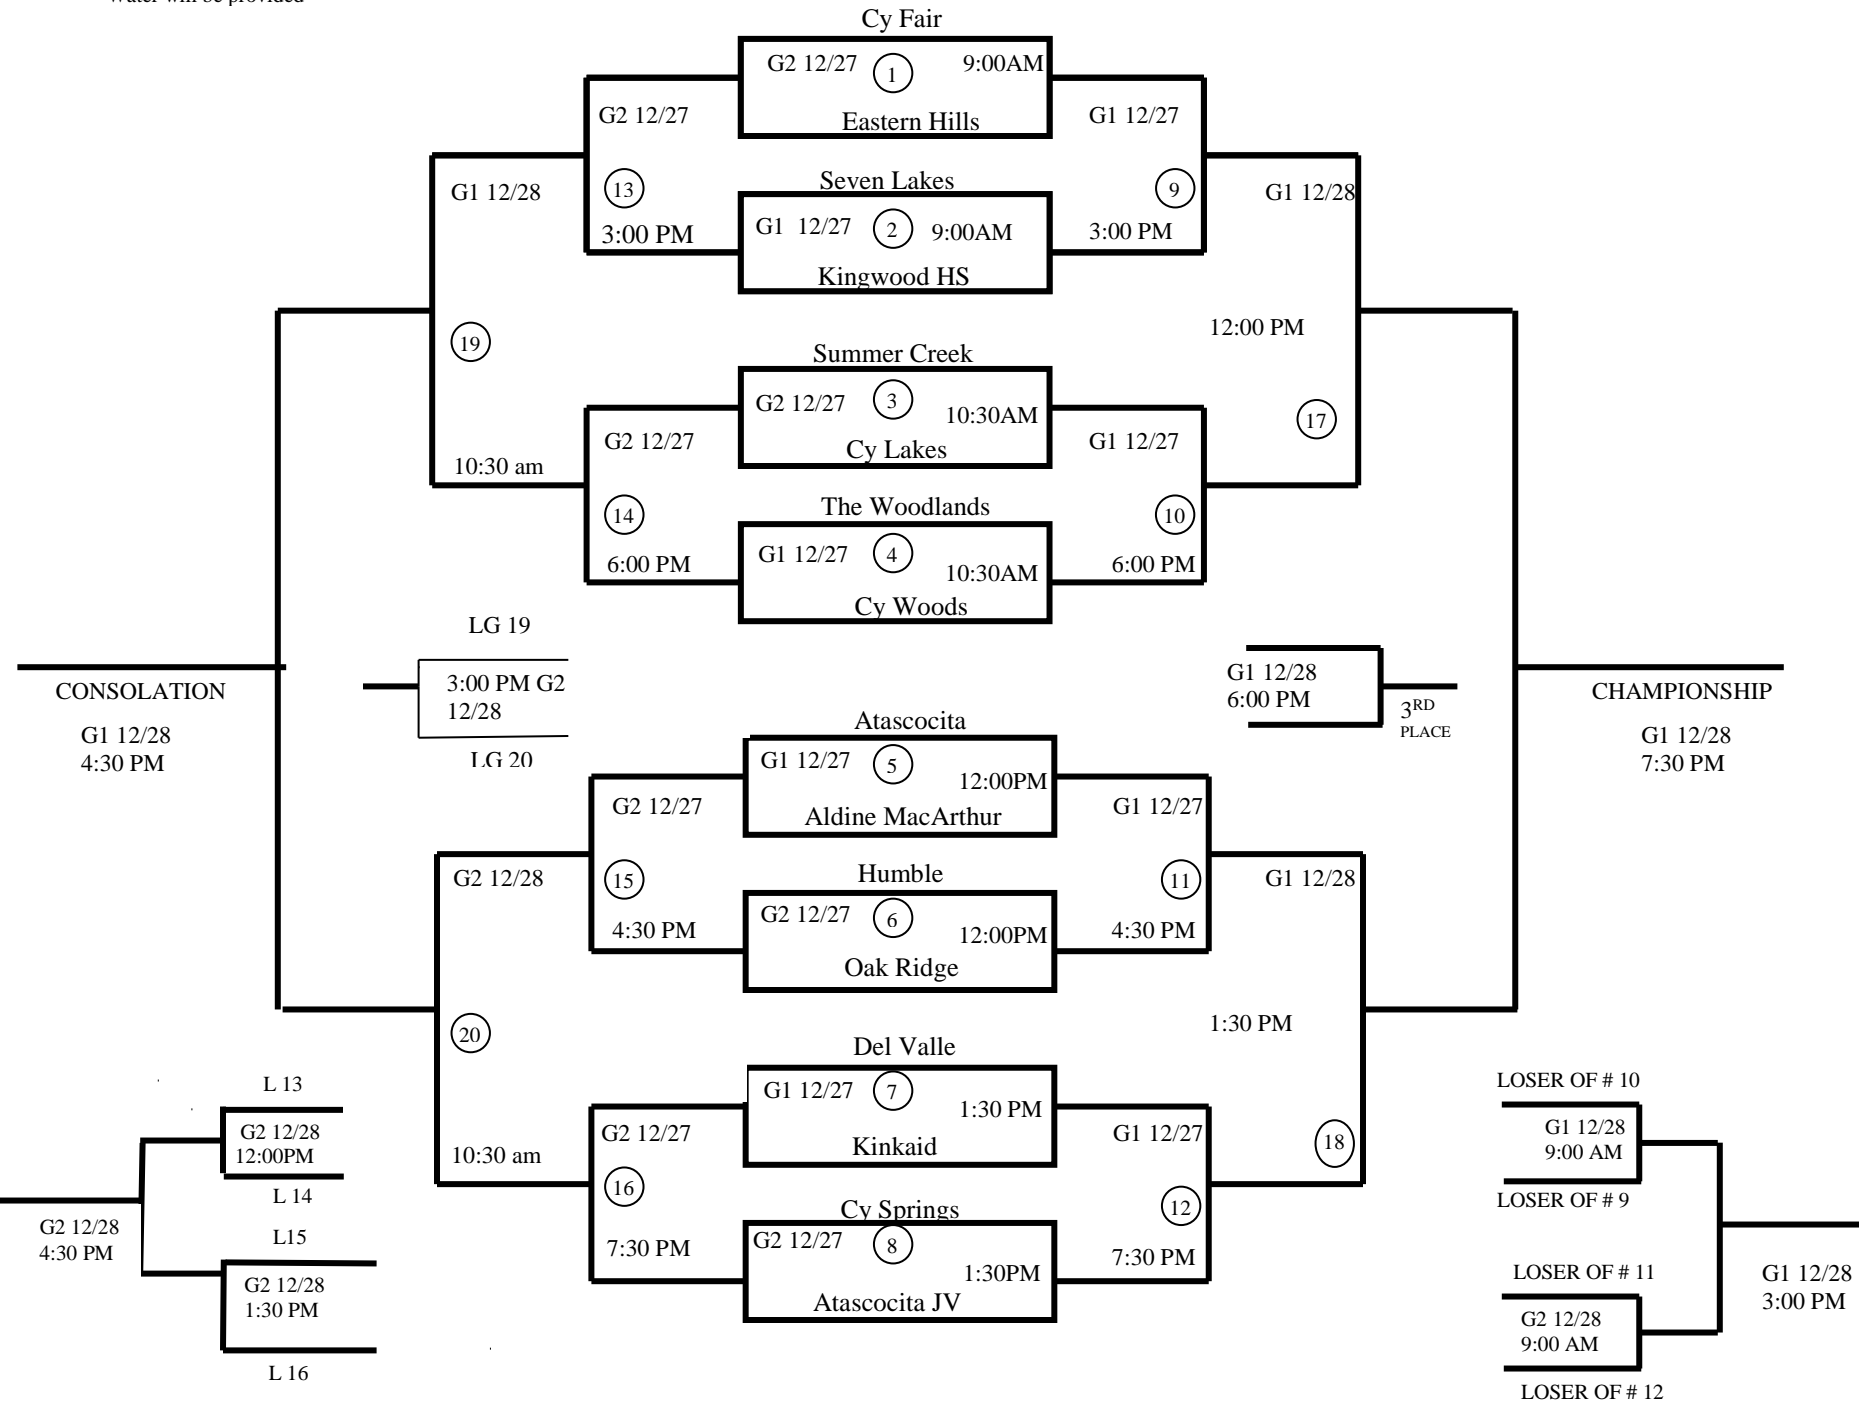 Water will be provided
Cy Fair
G2 12/27 1 9:00AM
Eastern Hills
G2 12/27
13
3:00 PM
G1 12/27
9
3:00 PM
Seven Lakes
G1 12/27 2 9:00AM
Kingwood HS
G1 12/28
19
10:30 am
G1 12/28
12:00 PM
17
Summer Creek
G2 12/27 3 10:30AM
Cy Lakes
G2 12/27
14
6:00 PM
G1 12/27
10
6:00 PM
The Woodlands
G1 12/27 4 10:30AM
Cy Woods
LG 19
3:00 PM G2
12/28
LG 20
CONSOLATION
G1 12/28
4:30 PM
G1 12/28
6:00 PM
3RD
PLACE
CHAMPIONSHIP
G1 12/28
7:30 PM
Atascocita
G1 12/27 5 12:00PM
Aldine MacArthur
G2 12/27
15
4:30 PM
G1 12/27
11
4:30 PM
Humble
G2 12/27 6 12:00PM
Oak Ridge
G2 12/28
20
10:30 am
G1 12/28
1:30 PM
18
Del Valle
G1 12/27 7 1:30 PM
Kinkaid
G2 12/27
16
7:30 PM
G1 12/27
12
7:30 PM
Cy Springs
G2 12/27 8 1:30PM
Atascocita JV
L 13
G2 12/28
12:00PM
L 14
G2 12/28
4:30 PM
L15
G2 12/28
1:30 PM
L 16
LOSER OF # 10
G1 12/28
9:00 AM
LOSER OF # 9
LOSER OF # 11
G2 12/28
9:00 AM
LOSER OF # 12
G1 12/28
3:00 PM